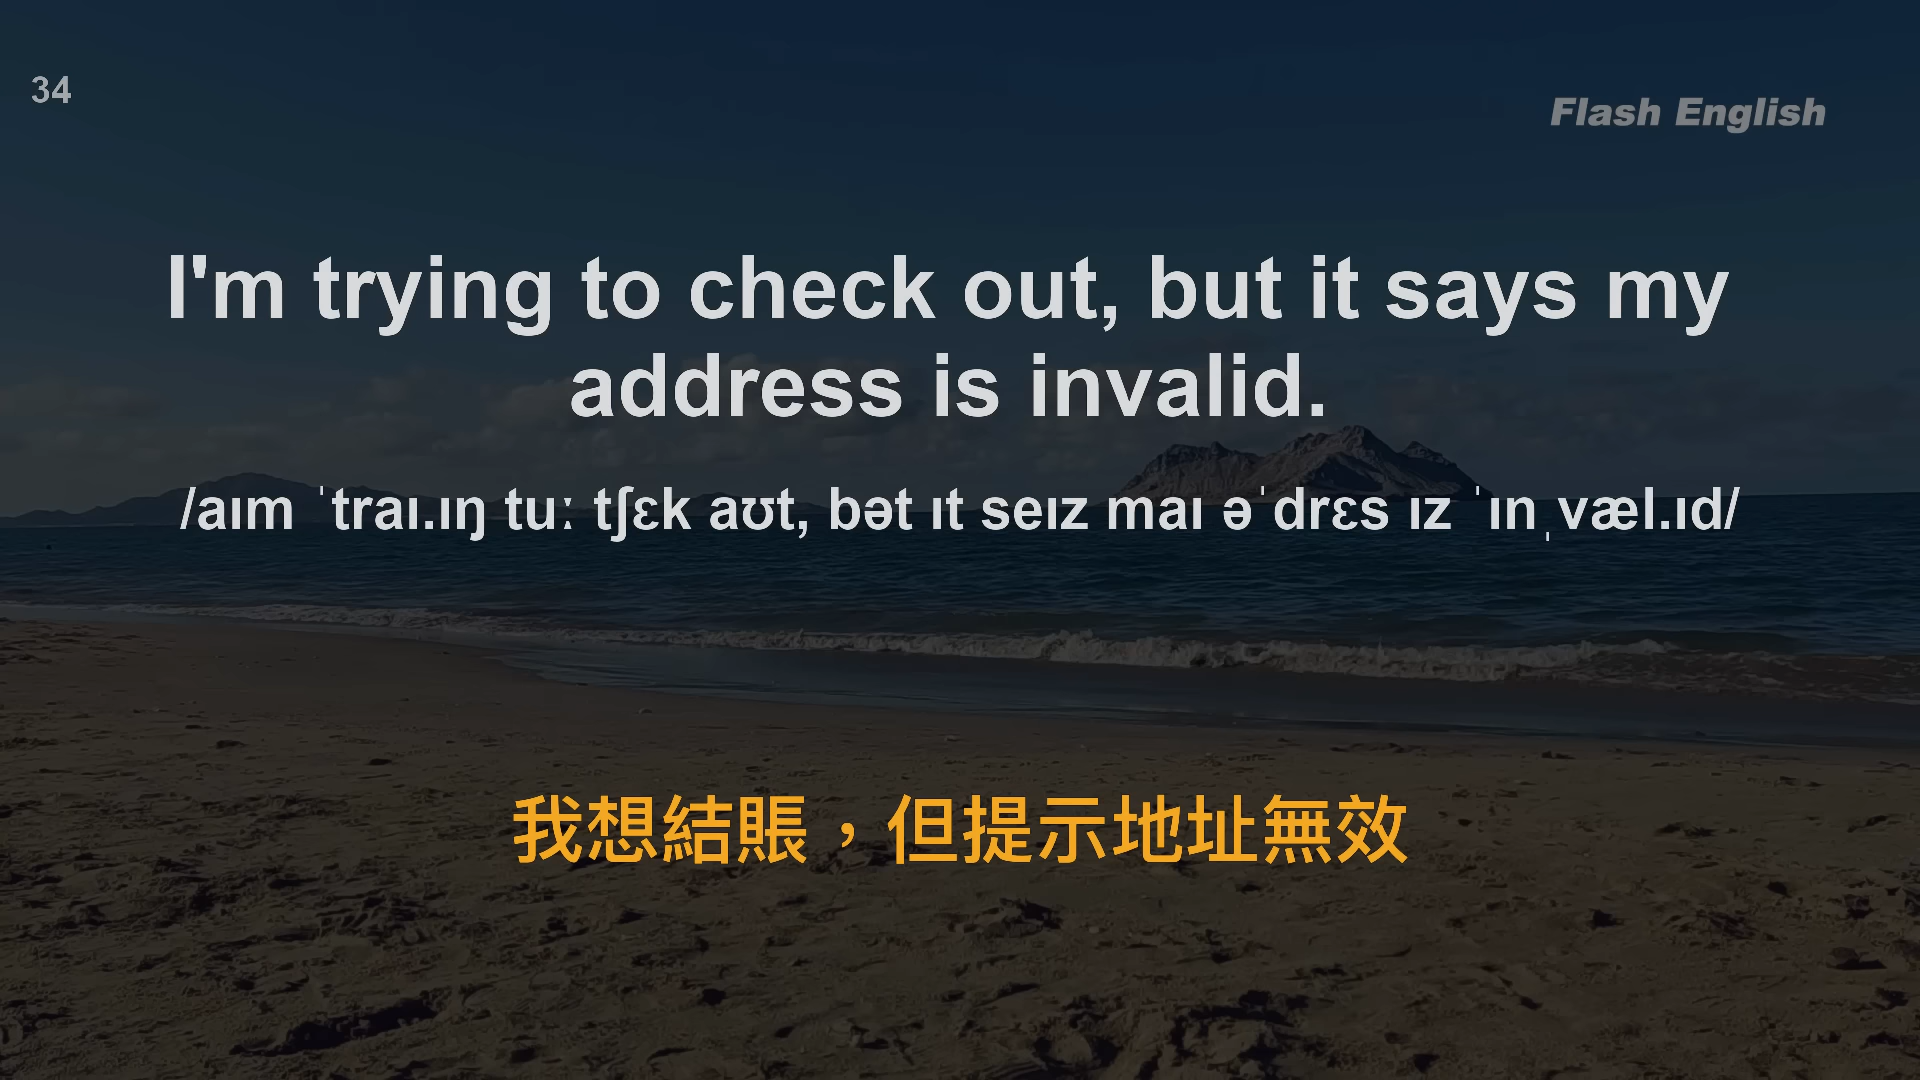 34
Flash English
I'm trying to check out, but it says my
address is invalid.
/aɪm ˈtraɪ.ɪŋ tuː tʃɛk aʊt, bət ɪt seɪz maɪ əˈdrɛs ɪz ˈɪnˌvæl.ɪd/
我想結賬，但提示地址無效